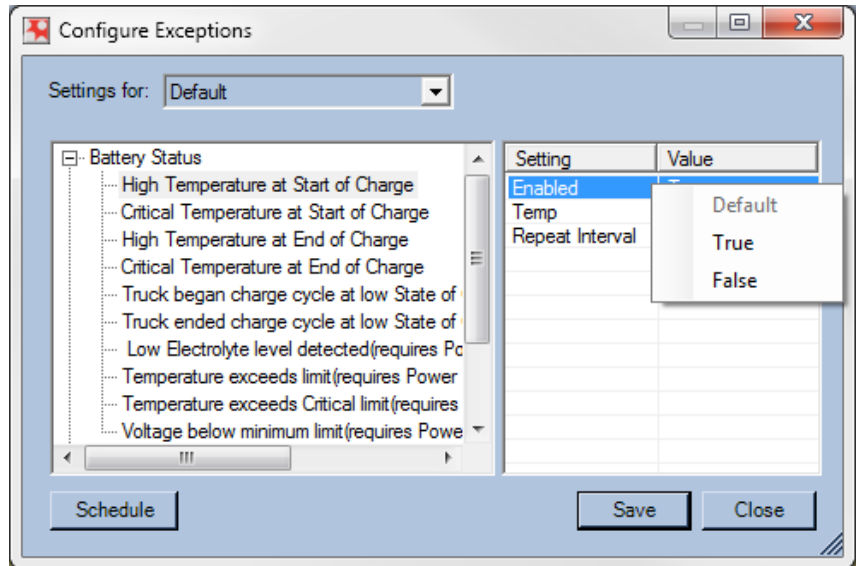 Configure Exceptions
Settings for: Default
Battery Status
High Temperature at Start of Charge
Critical Temperature at Start of Charge
High Temperature at End of Charge
Critical Temperature at End of Charge
Truck began charge cycle at low State of
Truck ended charge cycle at low State of
Low Electrolyte level detected(requires Po
Temperature exceeds limit(requires Power
Temperature exceeds Critical limit(requires
Voltage below minimum limit(requires Powe
Setting Value
Enabled
Temp
Repeat Interval
Default
True
False
Schedule
Save Close